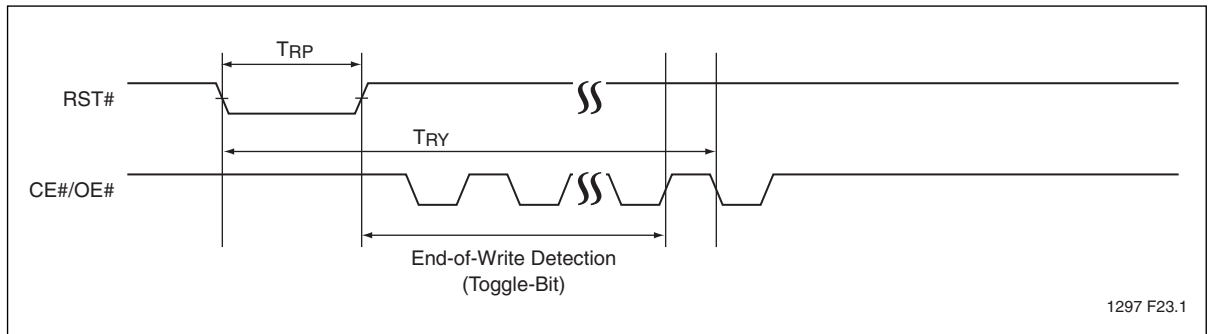 TRP
RST#
TRY
CE#/OE#
End-of-Write Detection
(Toggle-Bit)
1297 F23.1